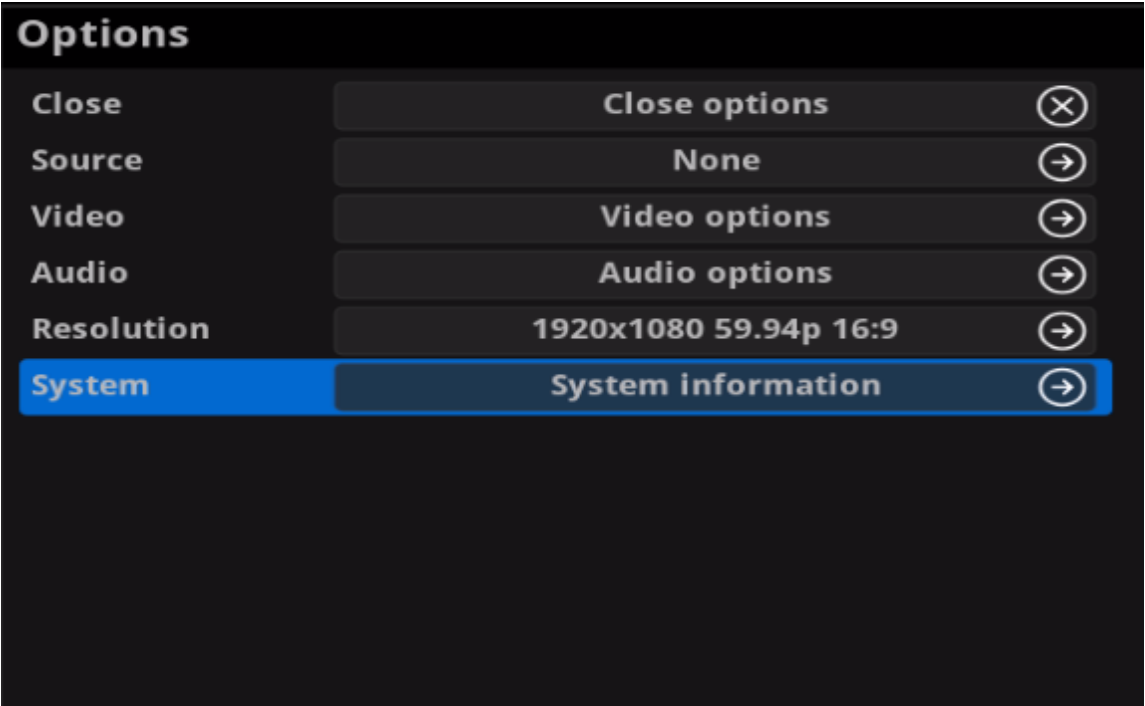 Options
Close Close options
Source None
Video Video options
Audio Audio options
Resolution 1920x1080 59.94p 16:9
System System information